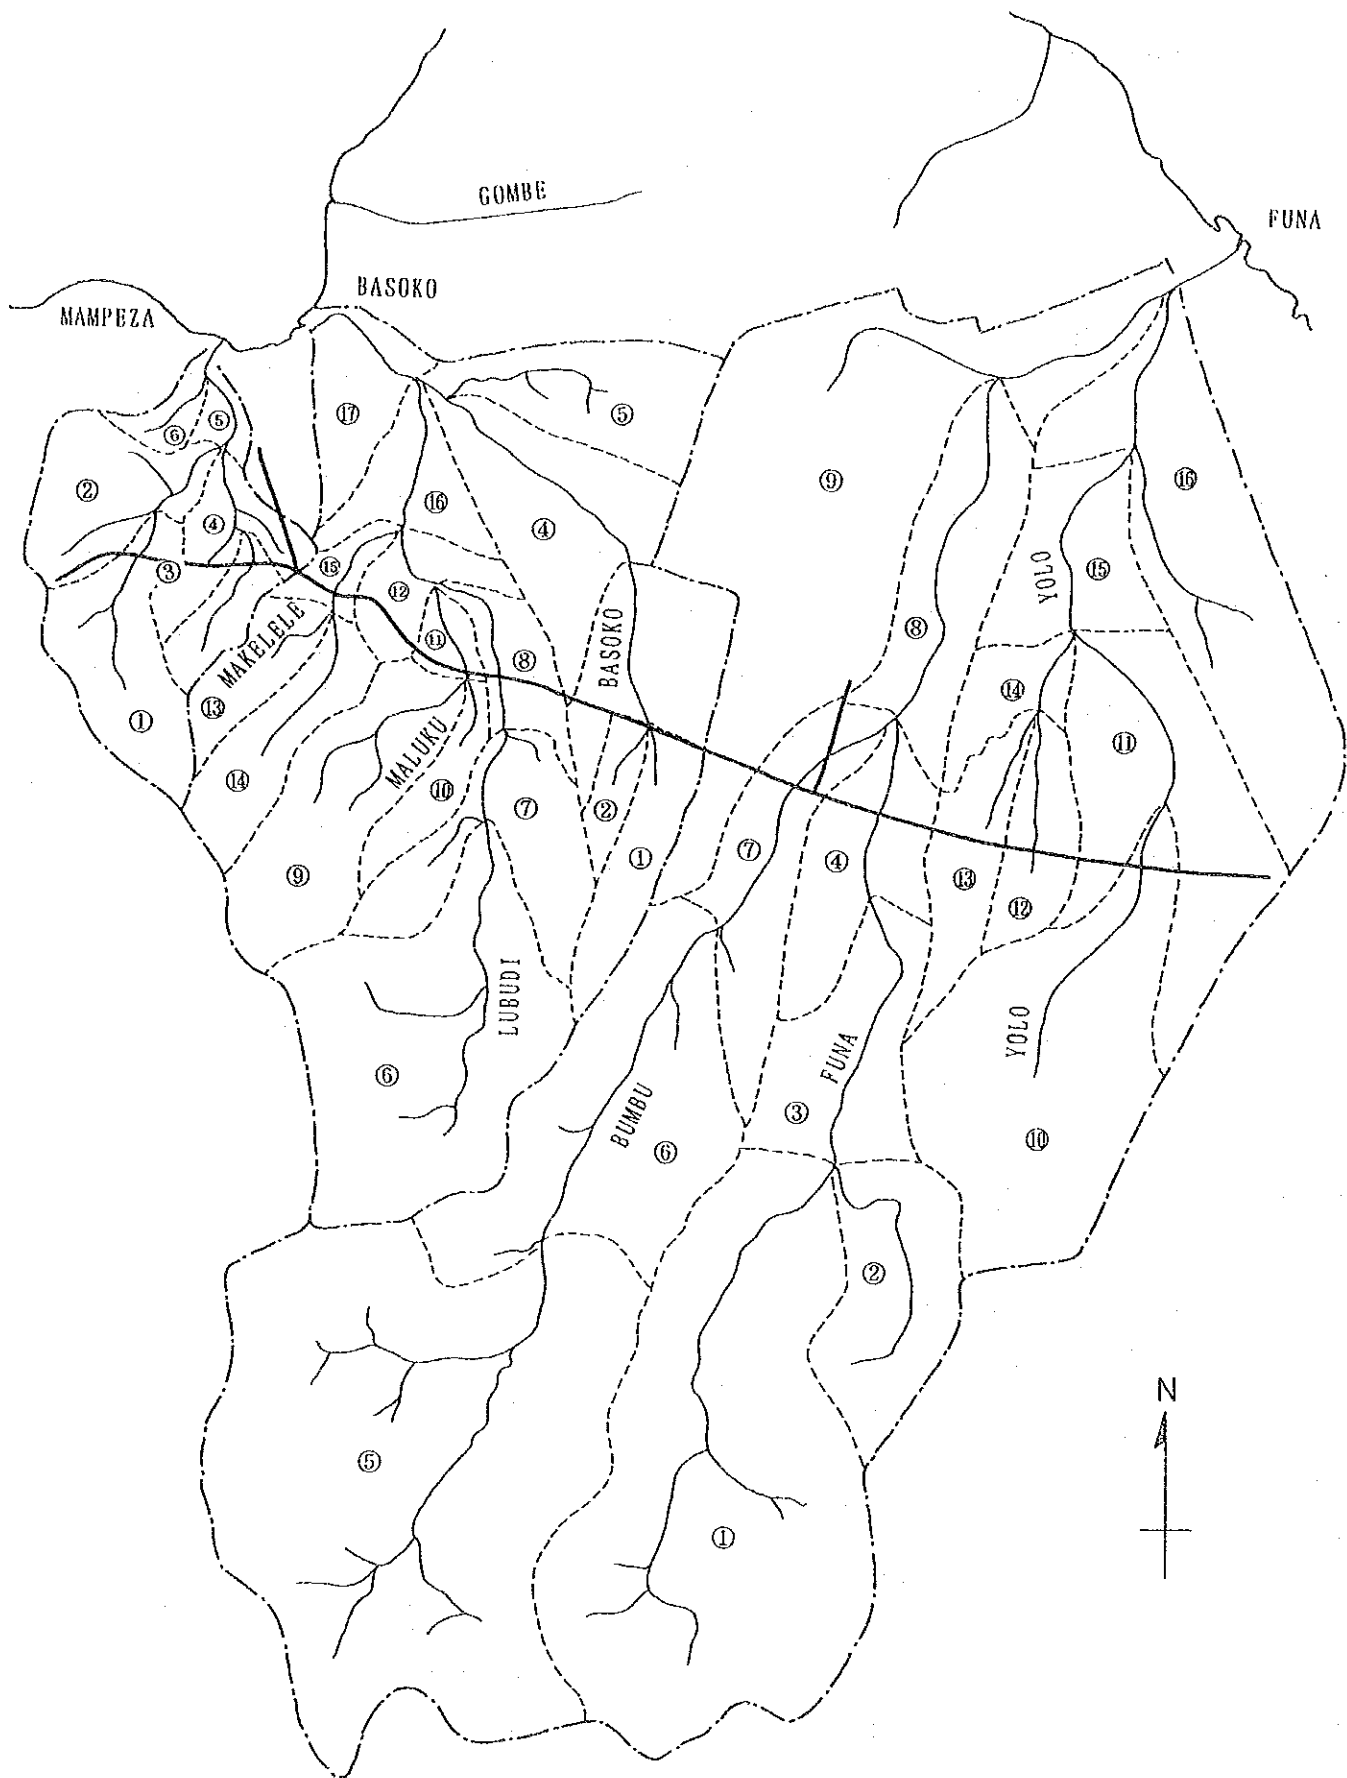 GOMBE
FUNA
BASOKO
MAMPEZA
⑤
⑰
⑤
⑥
②
⑯
④
⑨
⑯
④
③
⑮
⑫
YOLO
⑮
⑪
MAKELELE
BASOKO
⑧
⑧
⑬
①
⑭
⑪
MALUKU
⑭
⑩
⑦
②
①
⑦
④
⑨
⑬
⑫
LUBUDI
YOLO
FUNA
⑥
BUMBU
③
⑥
⑩
②
N
⑤
①